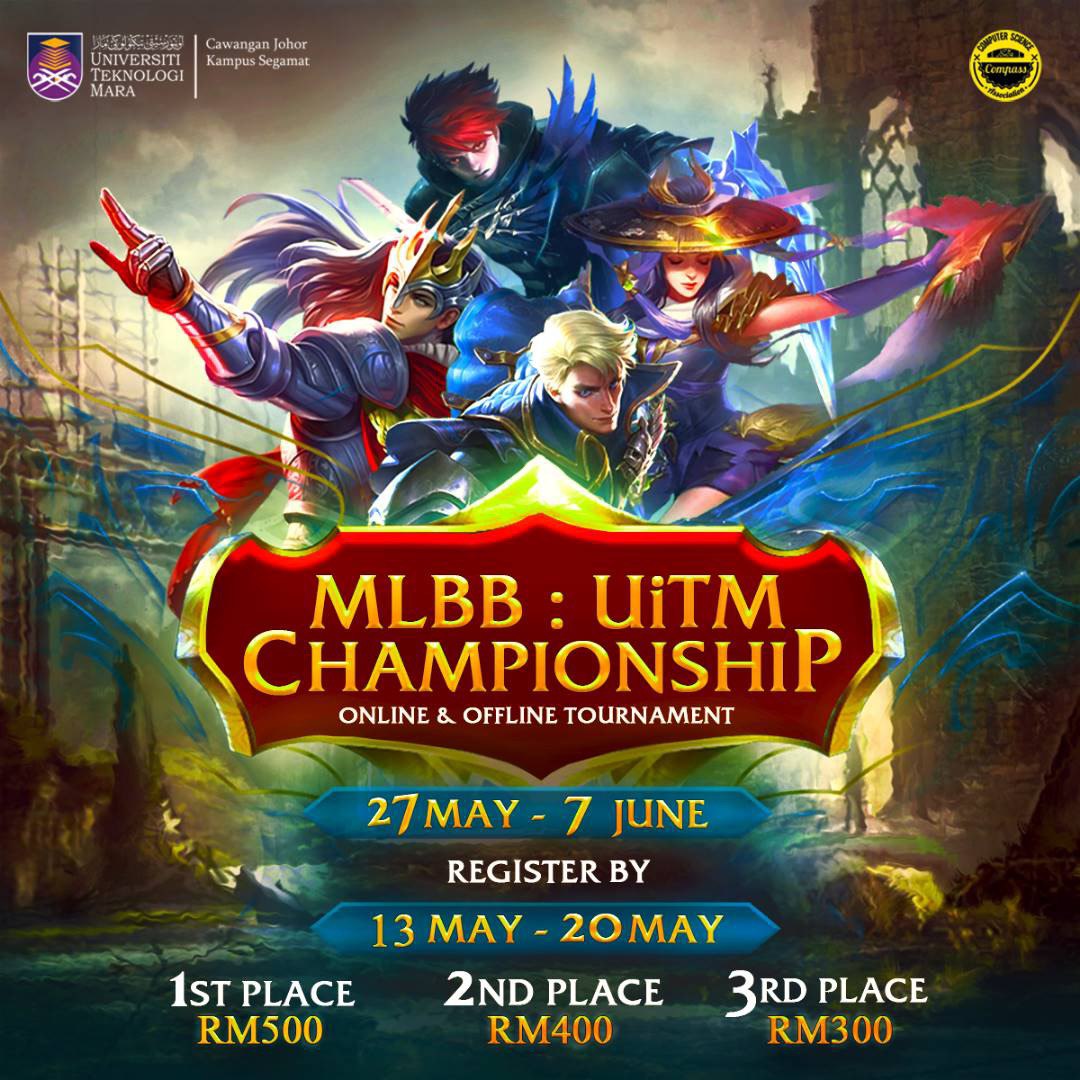 UNIVERSITI
TEKNOLOGI
MARA
Cawangan Johor
Kampus Segamat
COMPUTER SCIENCE
Compass
Association
MLBB : UiTM
CHAMPIONSHIP
ONLINE & OFFLINE TOURNAMENT
27 MAY - 7 JUNE
REGISTER BY
13 MAY - 20 MAY
1ST PLACE
RM500
2ND PLACE
RM400
3RD PLACE
RM300